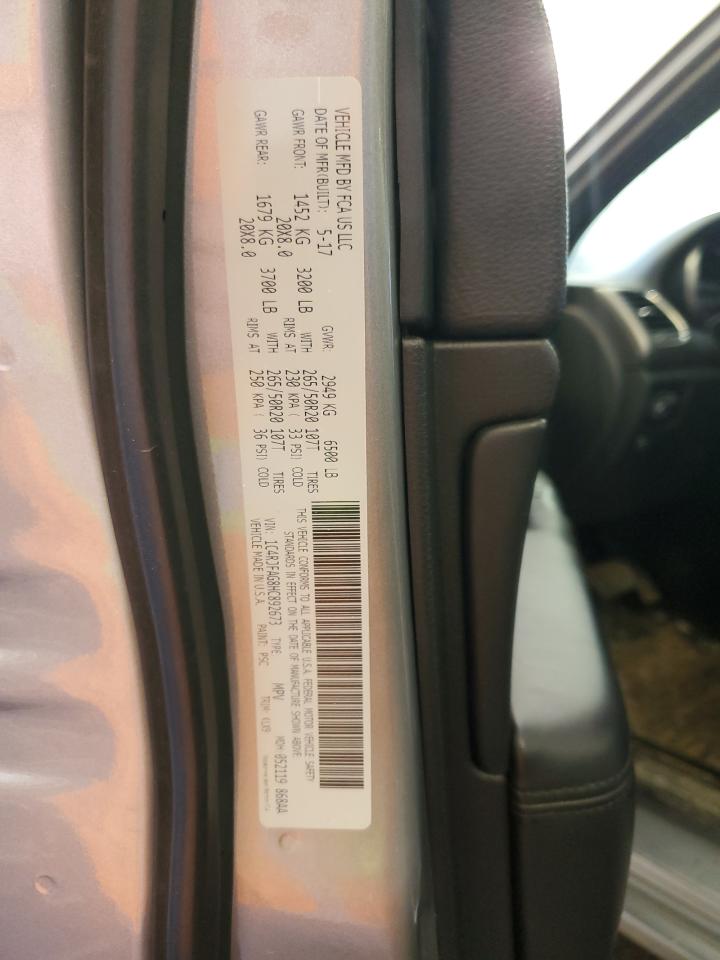 VEHICLE MFD BY FCA US LLC
DATE OF MFR(BUILT): 5-17 GVWR: 2949 KG 6500 LB
GAWR FRONT: 1452 KG 3200 LB WITH 265/50R20 107T TIRES
20X8.0 RIMS AT 230 KPA ( 33 PSI) COLD
GAWR REAR: 1679 KG 3700 LB WITH 265/50R20 107T TIRES
20X8.0 RIMS AT 250 KPA ( 36 PSI) COLD
THIS VEHICLE CONFORMS TO ALL APPLICABLE U.S.A. FEDERAL MOTOR VEHICLE SAFETY
STANDARDS IN EFFECT ON THE DATE OF MANUFACTURE SHOWN ABOVE.
VIN: 1C4RJFAG8HC892673 TYPE MPV MDH 052119 868AA
VEHICLE MADE IN U.S.A. PAINT: PSC TRIM: